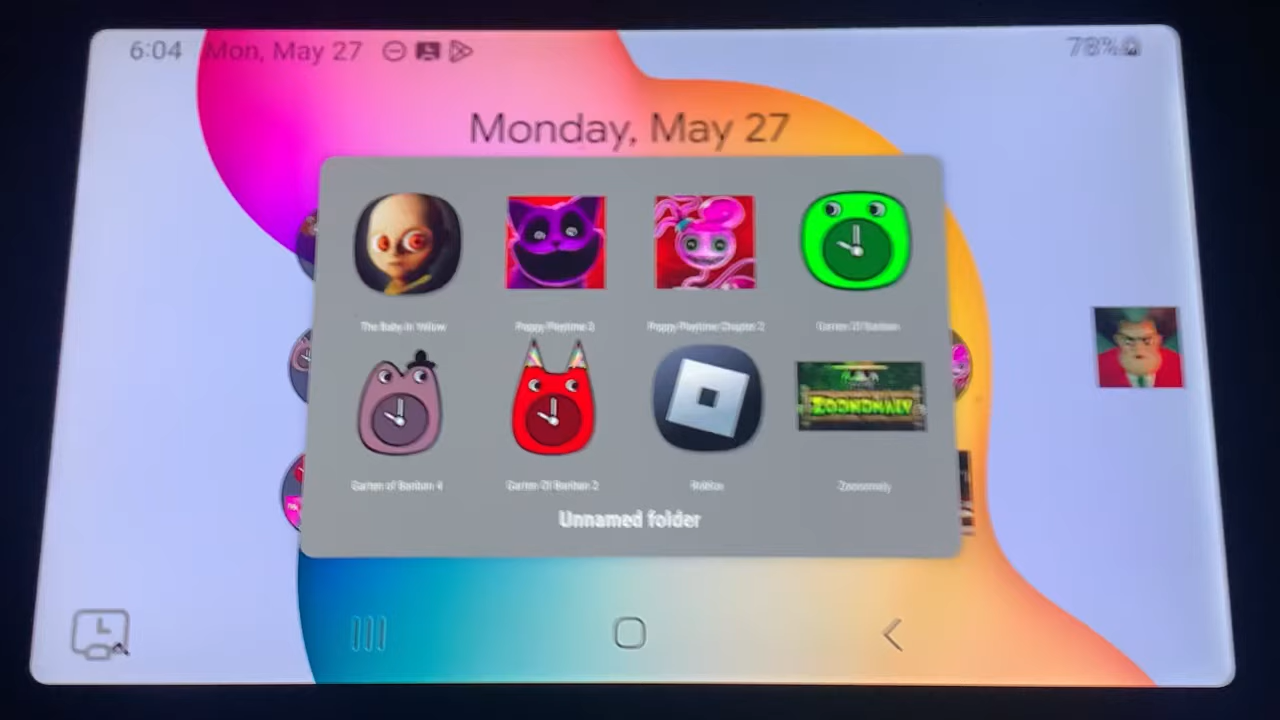 6:04 Mon, May 27
78%
Monday, May 27
The Baby In Yellow
Poppy Playtime 3
Poppy Playtime Chapter 2
Garten Of Banban
Garten of Banban 4
Garten Of Banban 2
Roblox
ZOONOMALY
Zoonomaly
Unnamed folder